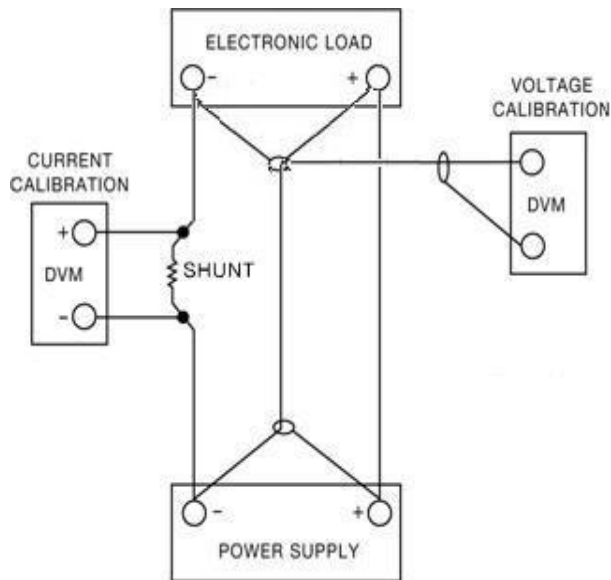 ELECTRONIC LOAD
- +
VOLTAGE
CALIBRATION
CURRENT
CALIBRATION
+
DVM
-
SHUNT
DVM
- +
POWER SUPPLY